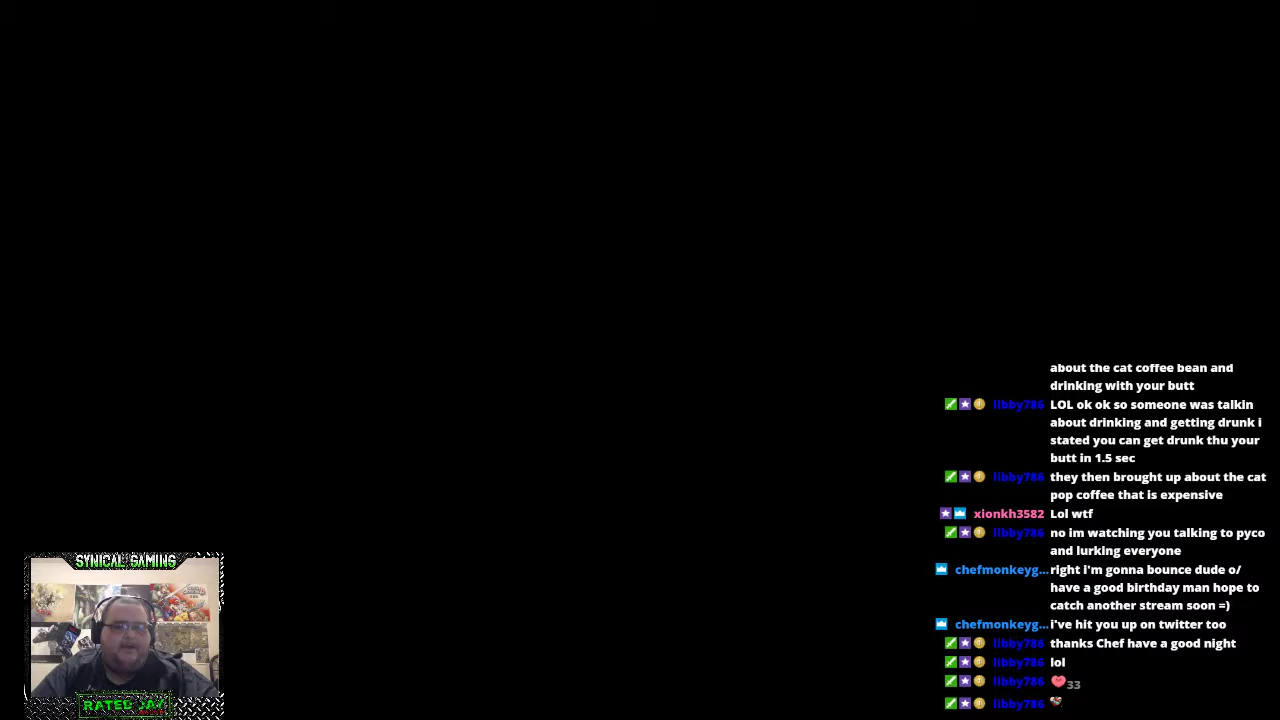 about the cat coffee bean and
drinking with your butt
libby786 LOL ok ok so someone was talkin
about drinking and getting drunk i
stated you can get drunk thu your
butt in 1.5 sec
libby786 they then brought up about the cat
pop coffee that is expensive
xionkh3582 Lol wtf
libby786 no im watching you talking to pyco
and lurking everyone
chefmonkeyg... right i'm gonna bounce dude o/
have a good birthday man hope to
catch another stream soon =)
chefmonkeyg... i've hit you up on twitter too
libby786 thanks Chef have a good night
libby786 lol
libby786 33
libby786
SYNICAL GAMING
RATED JAY